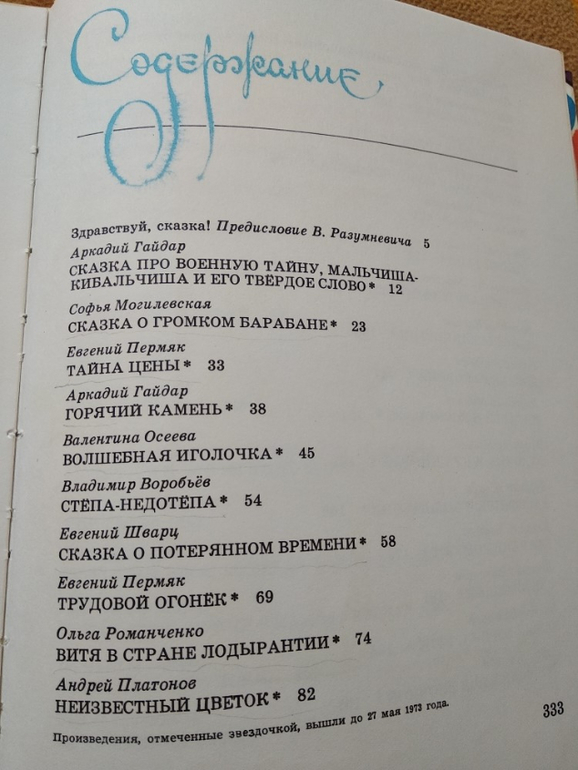 Содержание
Здравствуй, сказка! Предисловие В. Разумневича 5
Аркадий Гайдар
СКАЗКА ПРО ВОЕННУЮ ТАЙНУ, МАЛЬЧИША-
КИБАЛЬЧИША И ЕГО ТВЁРДОЕ СЛОВО* 12
Софья Могилевская
СКАЗКА О ГРОМКОМ БАРАБАНЕ* 23
Евгений Пермяк
ТАЙНА ЦЕНЫ* 33
Аркадий Гайдар
ГОРЯЧИЙ КАМЕНЬ* 38
Валентина Осеева
ВОЛШЕБНАЯ ИГОЛОЧКА* 45
Владимир Воробьёв
СТЁПА-НЕДОТЁПА* 54
Евгений Шварц
СКАЗКА О ПОТЕРЯННОМ ВРЕМЕНИ* 58
Евгений Пермяк
ТРУДОВОЙ ОГОНЁК* 69
Ольга Романченко
ВИТЯ В СТРАНЕ ЛОДЫРАНТИИ* 74
Андрей Платонов
НЕИЗВЕСТНЫЙ ЦВЕТОК* 82
Произведения, отмеченные звездочкой, вышли до 27 мая 1973 года.
333